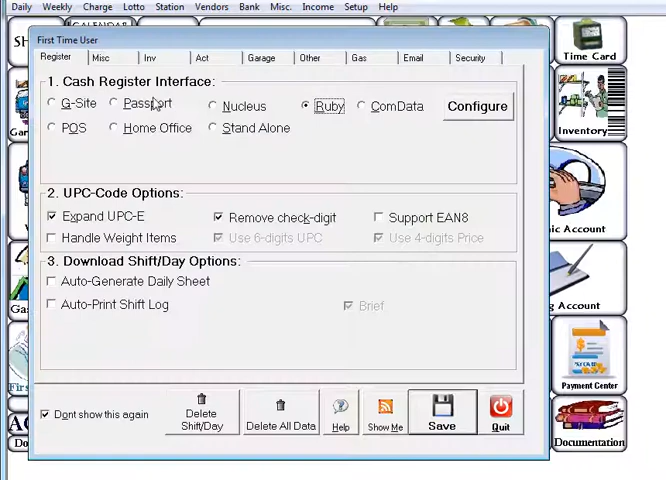 Daily Weekly Charge Lotto Station Vendors Bank Misc. Income Setup Help
First Time User
Register Misc Inv Act Garage Other Gas Email Security
1. Cash Register Interface:
G-Site Passport Nucleus Ruby ComData Configure
POS Home Office Stand Alone
2. UPC-Code Options:
Expand UPC-E Remove check-digit Support EAN8
Handle Weight Items Use 6-digits UPC Use 4-digits Price
3. Download Shift/Day Options:
Auto-Generate Daily Sheet
Auto-Print Shift Log Brief
Dont show this again
Delete
Shift/Day
Delete All Data
Help
Show Me
Save
Quit
Time Card
Inventory
Account
Account
Payment Center
Documentation